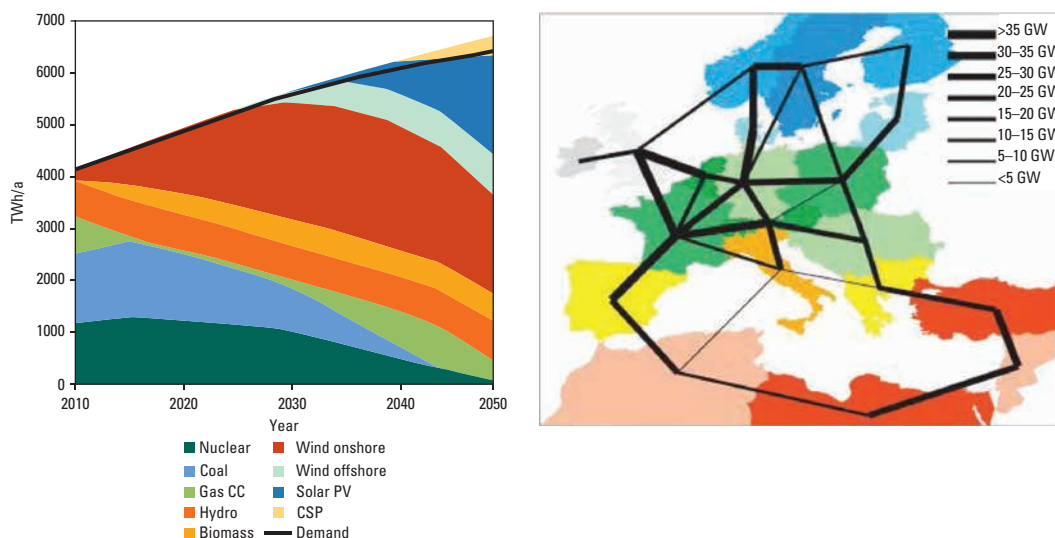 7000
6000
5000
4000
3000
2000
1000
0
TWh/a
2010
2020
2030
2040
2050
Year
Nuclear
Wind onshore
Coal
Wind offshore
Gas CC
Solar PV
Hydro
CSP
Biomass
Demand
>35 GW
30–35 GV
25–30 GV
20–25 GV
15–20 GV
10–15 GV
5–10 GW
<5 GW